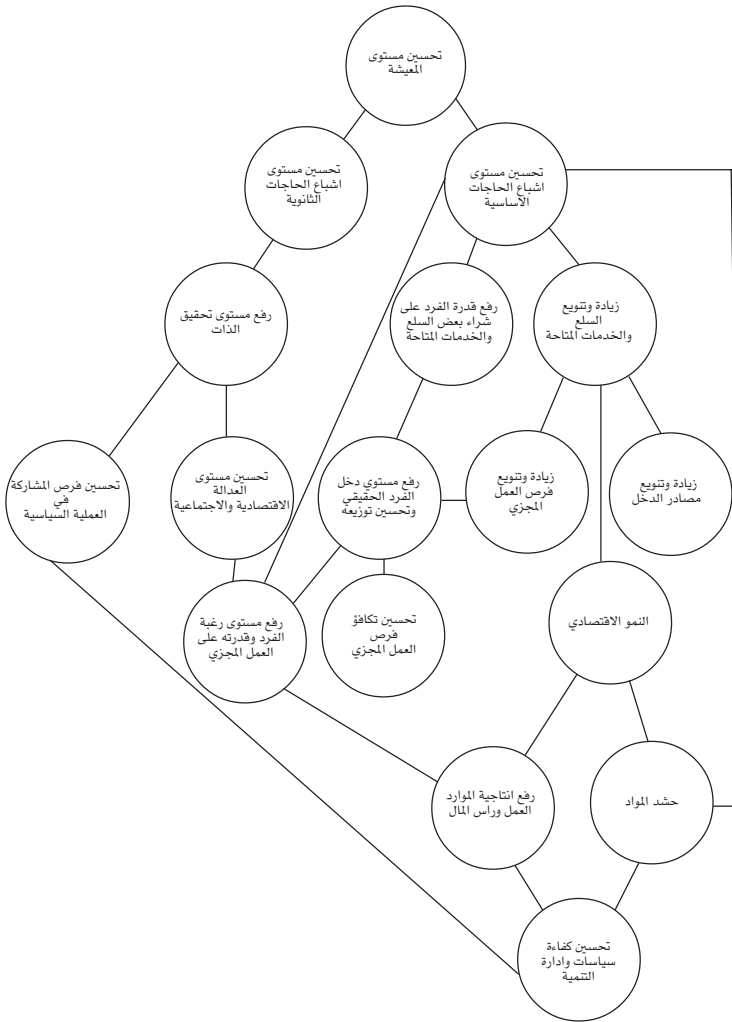 تحسين مستوى
المعيشة
تحسين مستوى
اشباع الحاجات
الاساسية
تحسين مستوى
اشباع الحاجات
الثانوية
زيادة وتنويع
السلع
والخدمات المتاحة
رفع قدرة الفرد على
شراء بعض السلع
والخدمات المتاحة
رفع مستوى تحقيق
الذات
زيادة وتنويع
مصادر الدخل
زيادة وتنويع
فرص العمل
المجزي
رفع مستوي دخل
الفرد الحقيقي
وتحسين توزيعه
تحسين مستوى
العدالة
الاقتصادية والاجتماعية
تحسين فرص المشاركة
في
العملية السياسية
النمو الاقتصادي
تحسين تكافؤ
فرص
العمل المجزي
رفع مستوى رغبة
الفرد وقدرته على
العمل المجزي
حشد المواد
رفع انتاجية الموارد
العمل وراس المال
تحسين كفاءة
سياسات وادارة
التنمية